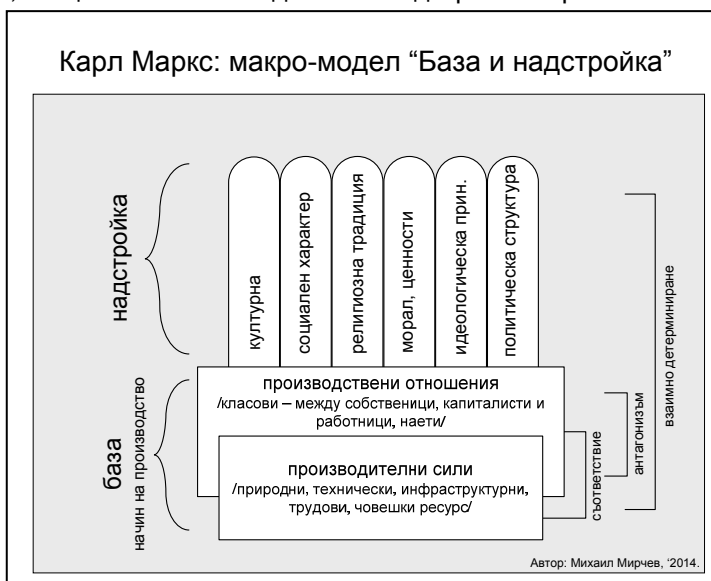 Карл Маркс: макро-модел “База и надстройка”
надстройка
културна
социален характер
религиозна традиция
морал, ценности
идеологическа прин.
политическа структура
база
начин на производство
производствени отношения
/класови – между собственици, капиталисти и
работници, наети/
производителни сили
/природни, технически, инфраструктурни,
трудови, човешки ресурс/
съответствие
антагонизъм
взаимно детерминиране
Автор: Михаил Мирчев, ‘2014.